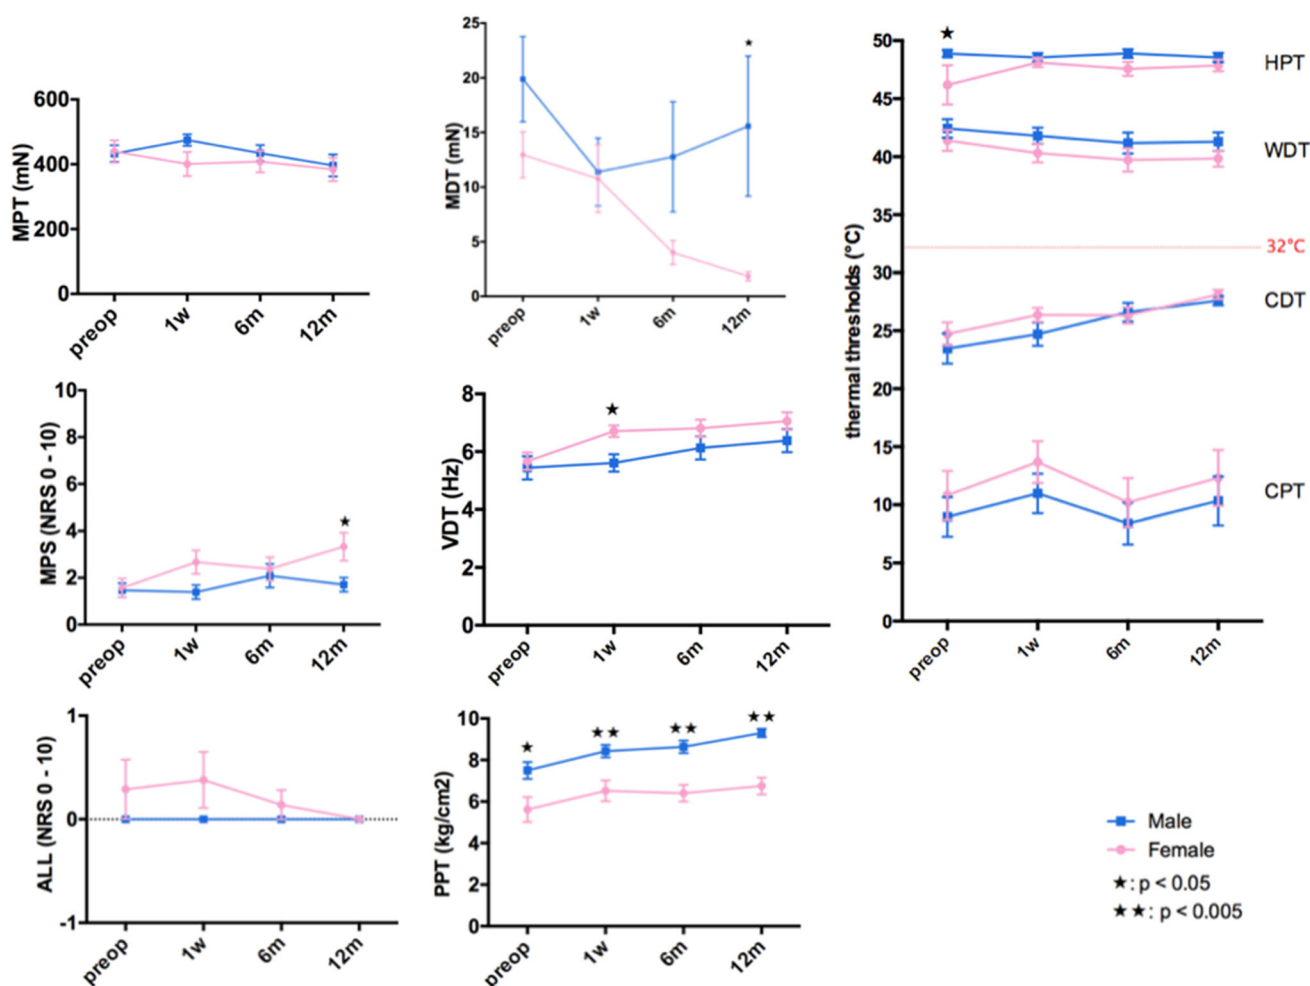 MPT (mN)
600
400
200
0
preop
1w
6m
12m
MDT (mN)
25
20
15
10
5
0
★
preop
1w
6m
12m
thermal thresholds (°C)
50
45
40
35
30
25
20
15
10
5
0
★
HPT
WDT
32°C
CDT
CPT
preop
1w
6m
12m
MPS (NRS 0 - 10)
10
8
6
4
2
0
★
preop
1w
6m
12m
VDT (Hz)
8
6
4
2
0
★
preop
1w
6m
12m
ALL (NRS 0 - 10)
1
0
-1
preop
1w
6m
12m
PPT (kg/cm2)
10
8
6
4
2
0
★
★★
★★
★★
preop
1w
6m
12m
Male
Female
★: p < 0.05
★★: p < 0.005